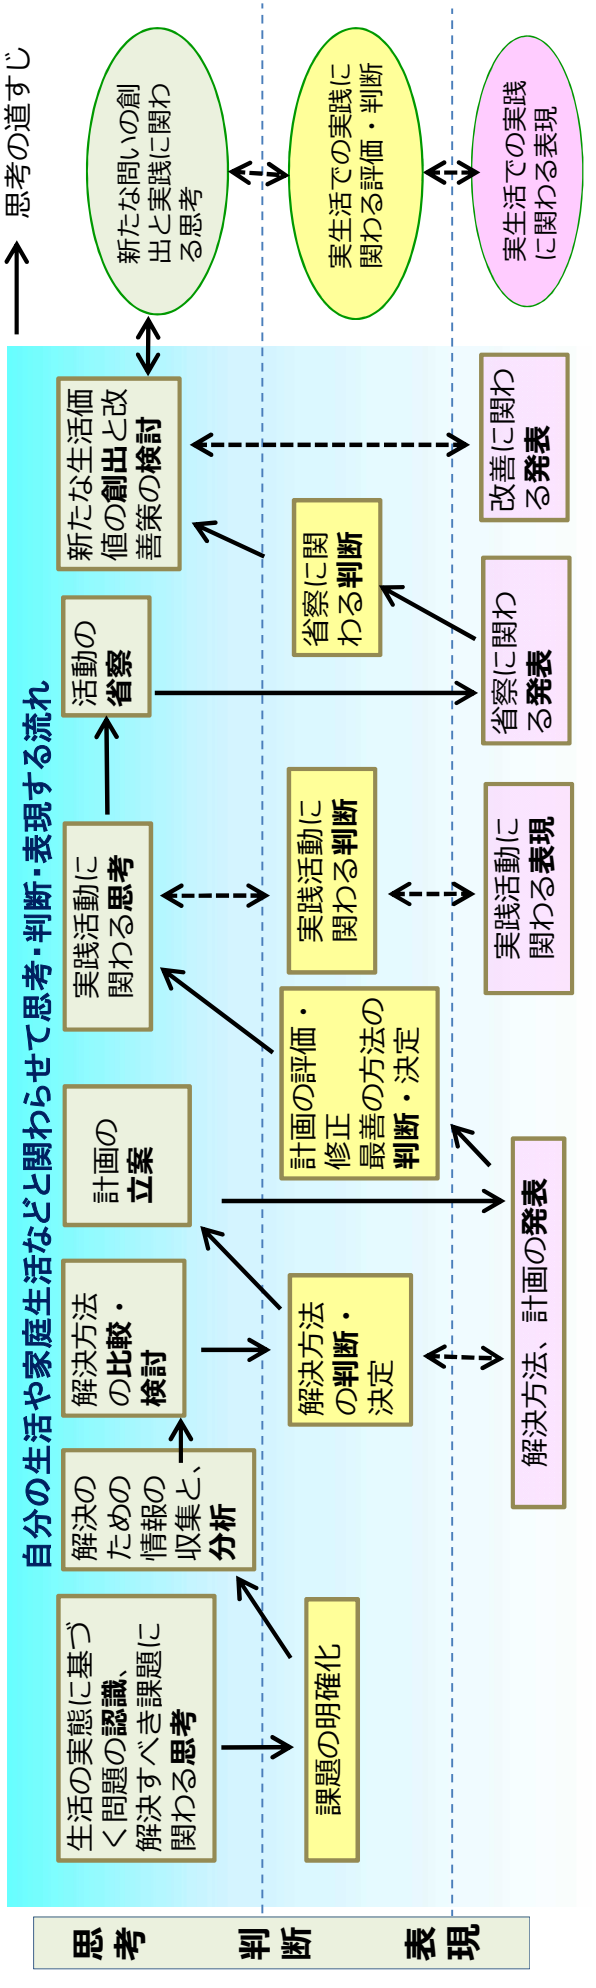 思考の道すじ
自分の生活や家庭生活などと関わらせて思考・判断・表現する流れ
思考
判断
表現
生活の実態に基づ
く問題の認識、
解決すべき課題に
関わる思考
課題の明確化
解決の
ための
情報の
収集と、
分析
解決方法
の比較・
検討
解決方法
の判断・
決定
解決方法、計画の発表
計画の
立案
計画の評価・
修正
最善の方法の
判断・決定
実践活動に
関わる思考
実践活動に
関わる判断
実践活動に
関わる表現
活動の
省察
省察に関わ
る発表
省察に関
わる判断
新たな生活価
値の創出と改
善策の検討
改善に関わ
る発表
新たな問いの創
出と実践に関わ
る思考
実生活での実践に
関わる評価・判断
実生活での実践
に関わる表現